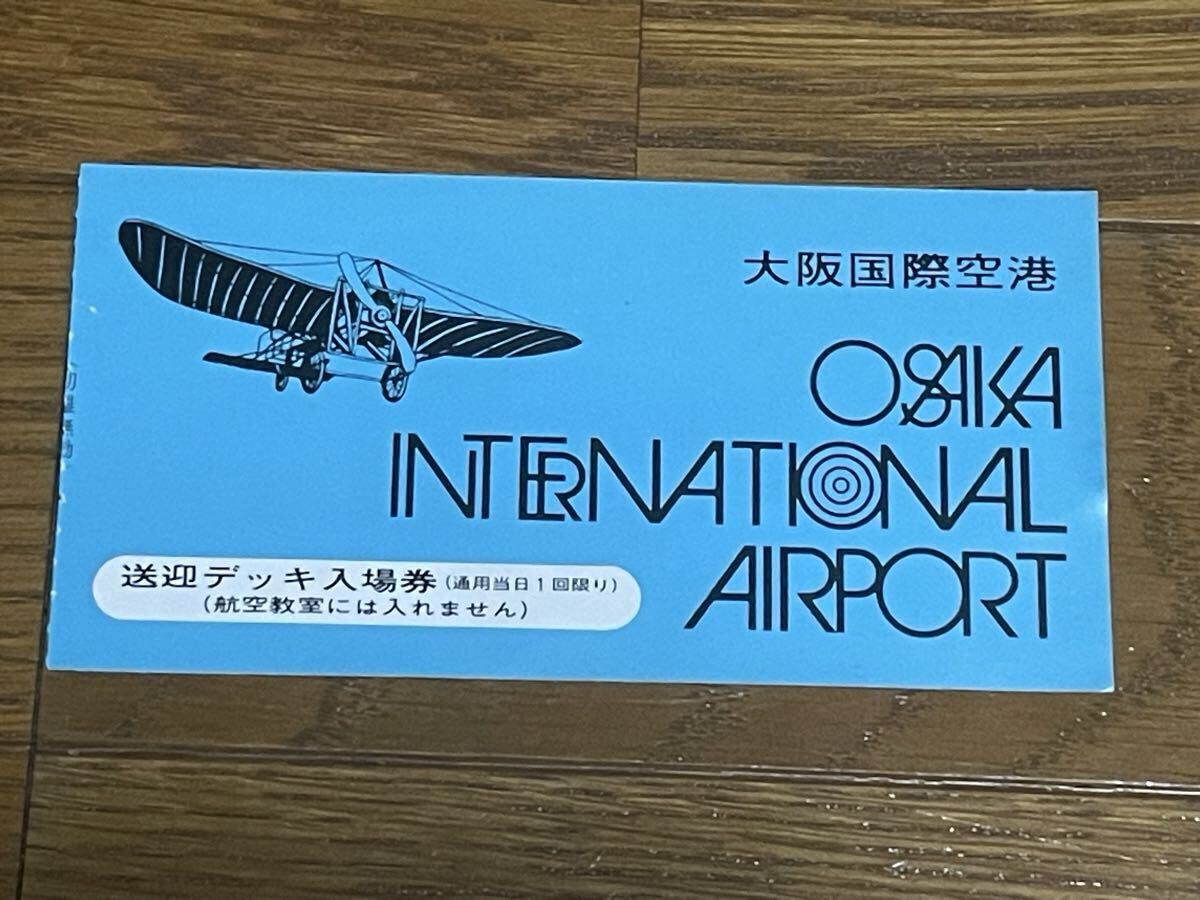 大阪国際空港
OSAKA
INTERNATIONAL
AIRPORT
送迎デッキ入場券(通用当日1回限り)
(航空教室には入れません)